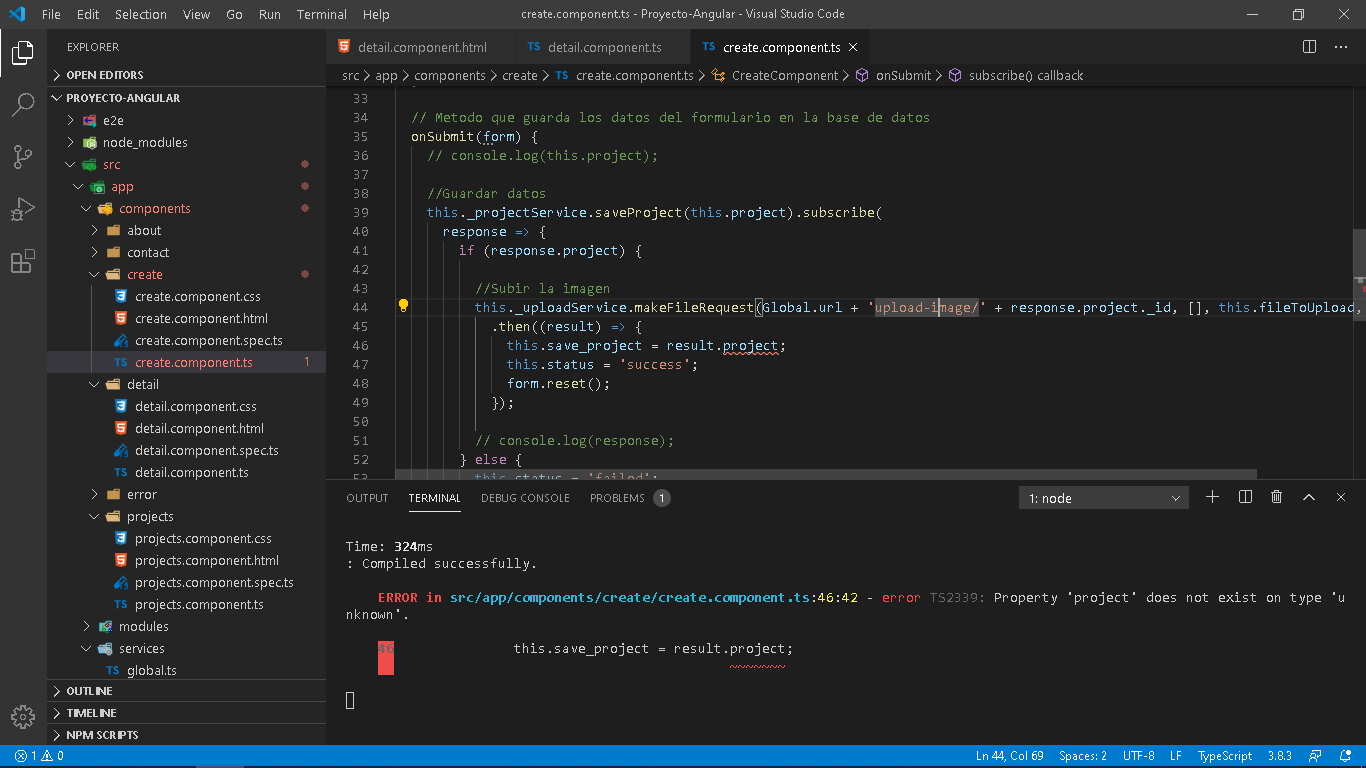 File Edit Selection View Go Run Terminal Help create.component.ts - Proyecto-Angular - Visual Studio Code
EXPLORER
OPEN EDITORS
PROYECTO-ANGULAR
e2e
node_modules
src
app
components
about
contact
create
create.component.css
create.component.html
create.component.spec.ts
TS create.component.ts 1
detail
detail.component.css
detail.component.html
detail.component.spec.ts
TS detail.component.ts
error
projects
projects.component.css
projects.component.html
projects.component.spec.ts
TS projects.component.ts
modules
services
TS global.ts
OUTLINE
TIMELINE
NPM SCRIPTS
detail.component.html TS detail.component.ts TS create.component.ts
src > app > components > create > TS create.component.ts > CreateComponent > onSubmit > subscribe() callback
33
34 // Metodo que guarda los datos del formulario en la base de datos
35 onSubmit(form) {
36 // console.log(this.project);
37
38 //Guardar datos
39 this._projectService.saveProject(this.project).subscribe(
40 response => {
41 if (response.project) {
42
43 //Subir la imagen
44 this._uploadService.makeFileRequest(Global.url + 'upload-image/' + response.project._id, [], this.fileToUpload,
45 .then((result) => {
46 this.save_project = result.project;
47 this.status = 'success';
48 form.reset();
49 });
50
51 // console.log(response);
52 } else {
53 this.status = 'failed';
OUTPUT TERMINAL DEBUG CONSOLE PROBLEMS 1 1: node
Time: 324ms
: Compiled successfully.
ERROR in src/app/components/create/create.component.ts:46:42 - error TS2339: Property 'project' does not exist on type 'u
nknown'.
46 this.save_project = result.project;
~~~~~~~
1 0 Ln 44, Col 69 Spaces: 2 UTF-8 LF TypeScript 3.8.3